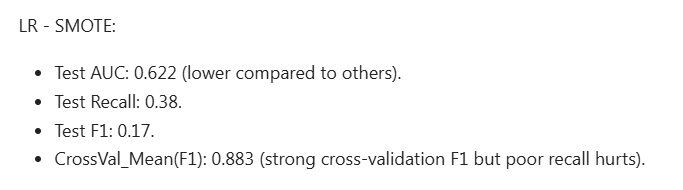 LR - SMOTE:
• Test AUC: 0.622 (lower compared to others).
• Test Recall: 0.38.
• Test F1: 0.17.
• CrossVal_Mean(F1): 0.883 (strong cross-validation F1 but poor recall hurts).